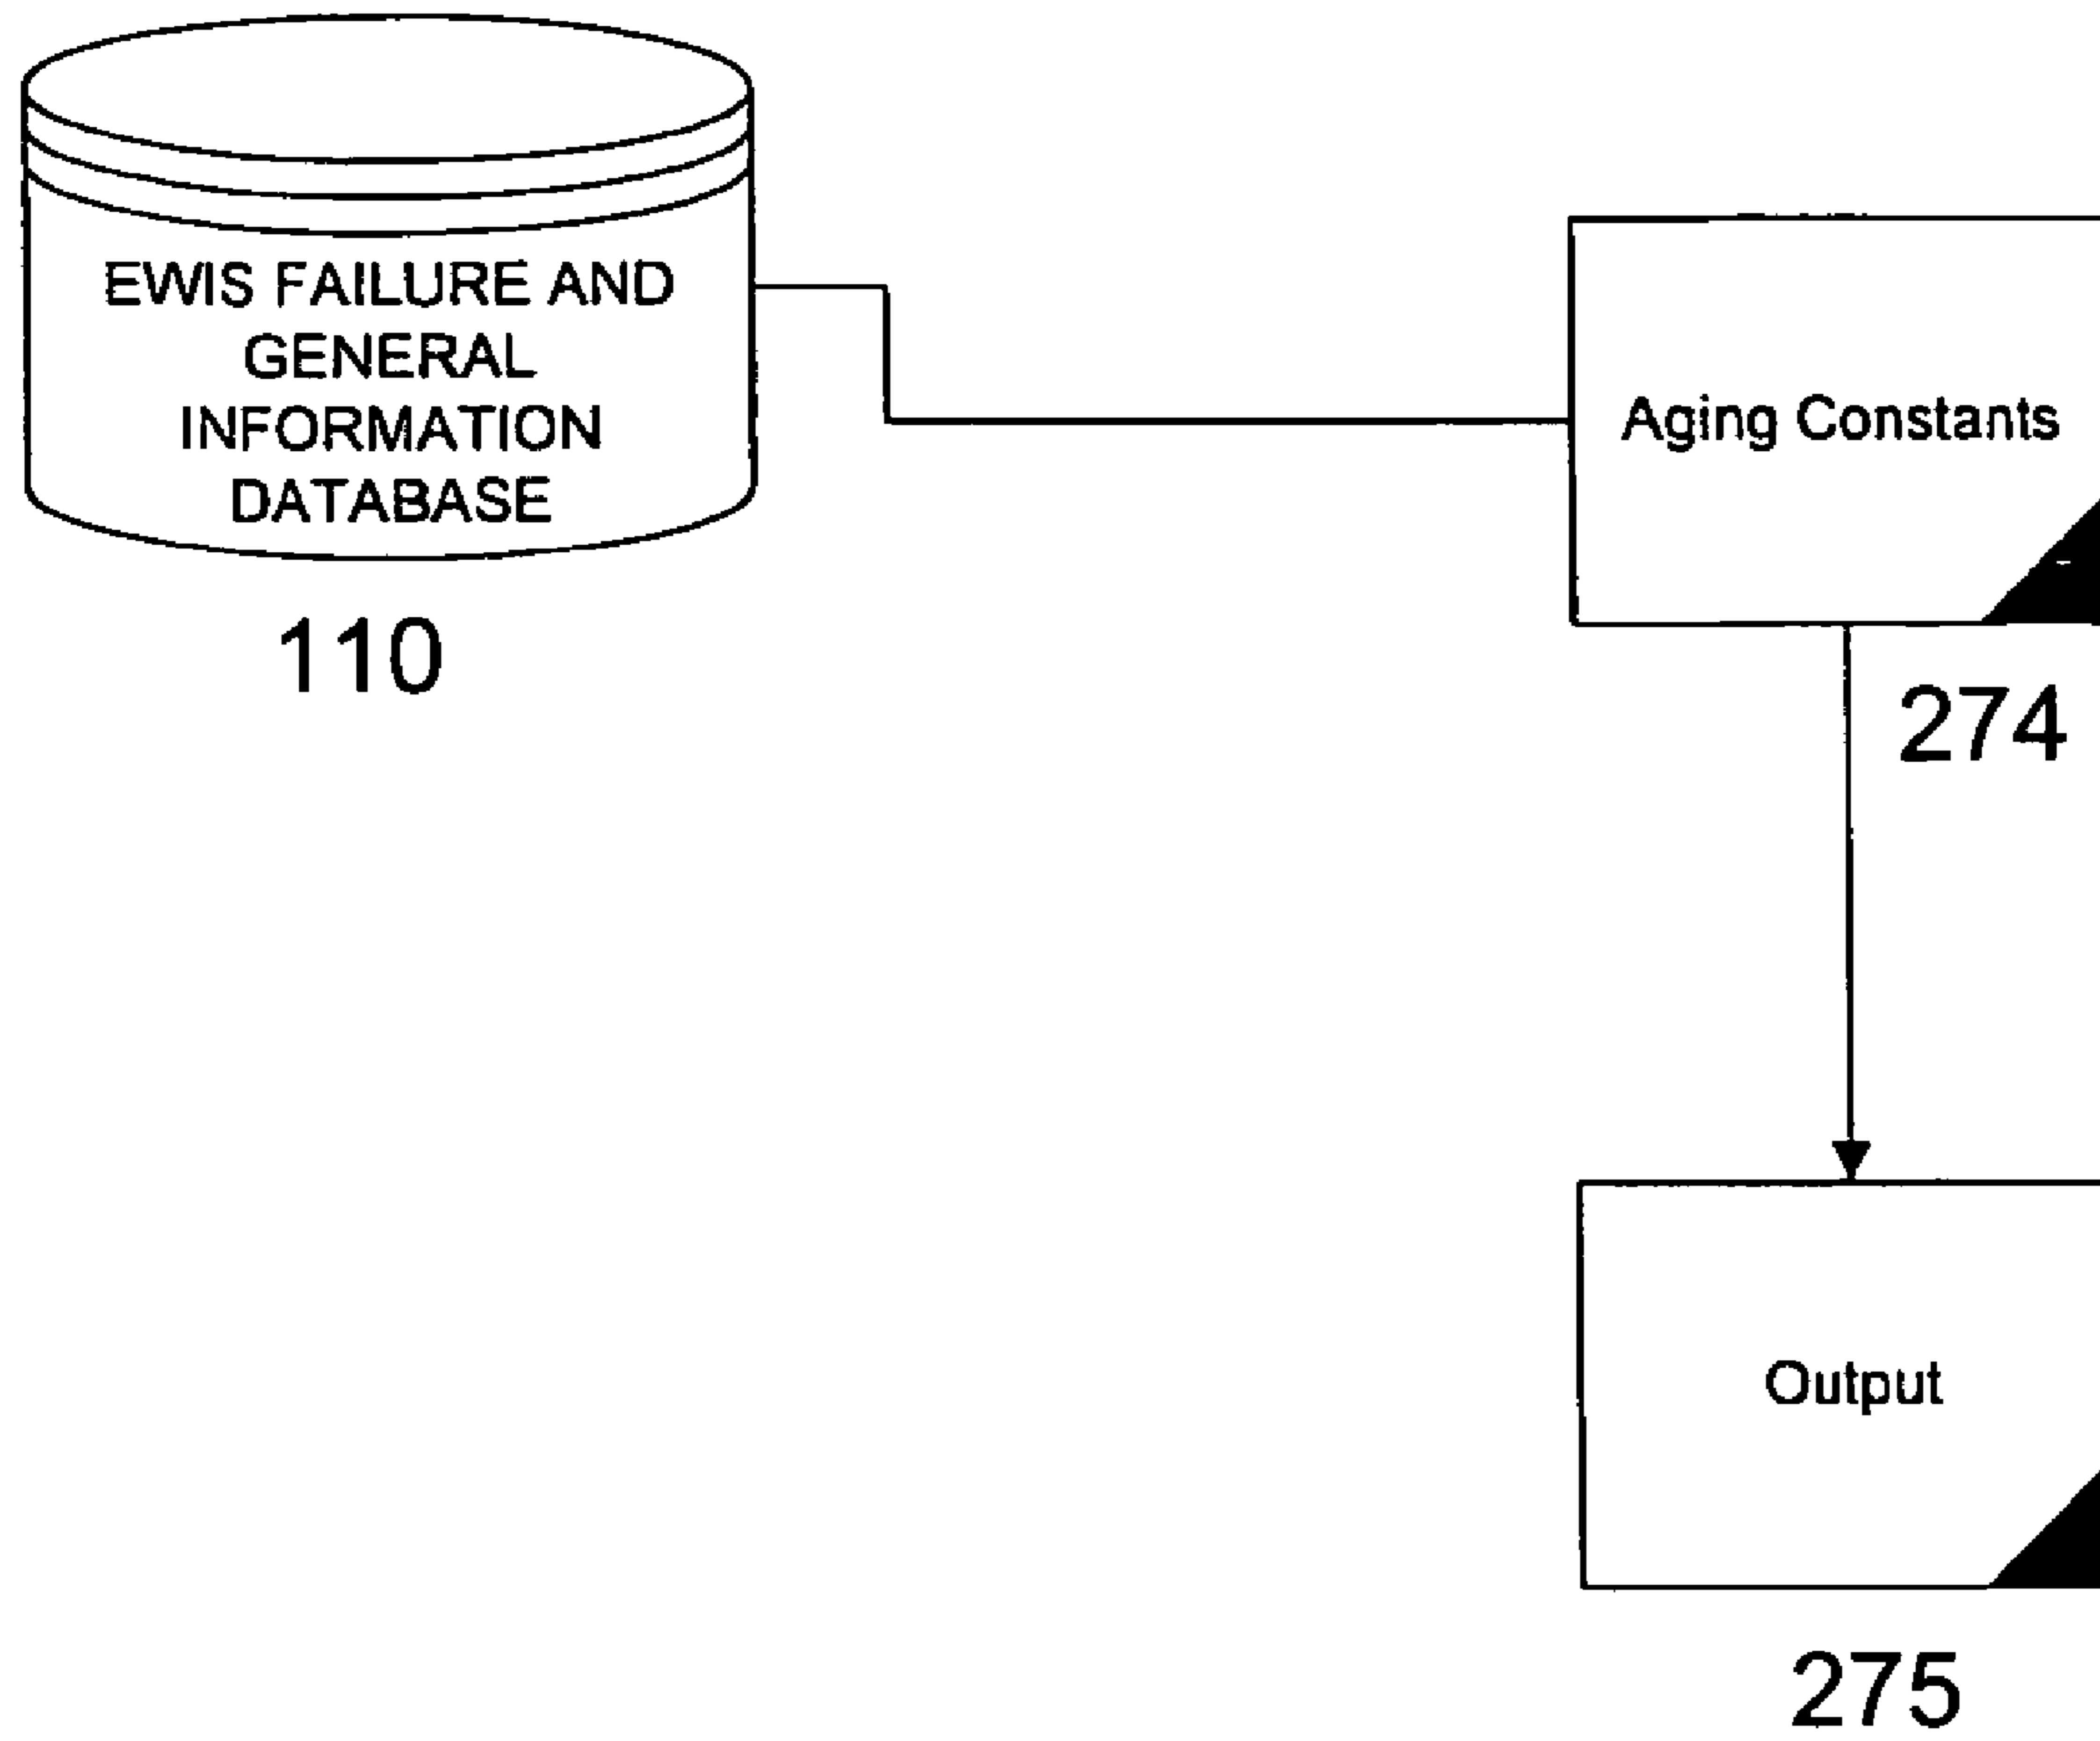 EWIS FAILURE AND
GENERAL
INFORMATION
DATABASE
110
Aging Constants
274
Output
275